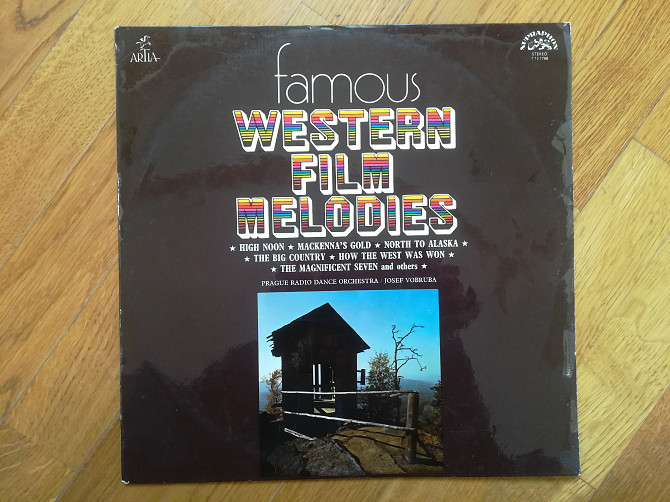 ARTIA
SUPRAPHON
STEREO
famous
WESTERN
FILM
MELODIES
★ HIGH NOON ★ MACKENNA'S GOLD ★ NORTH TO ALASKA ★
★ THE BIG COUNTRY ★ HOW THE WEST WAS WON ★
★ THE MAGNIFICENT SEVEN and others ★
PRAGUE RADIO DANCE ORCHESTRA / JOSEF VOBRUBA